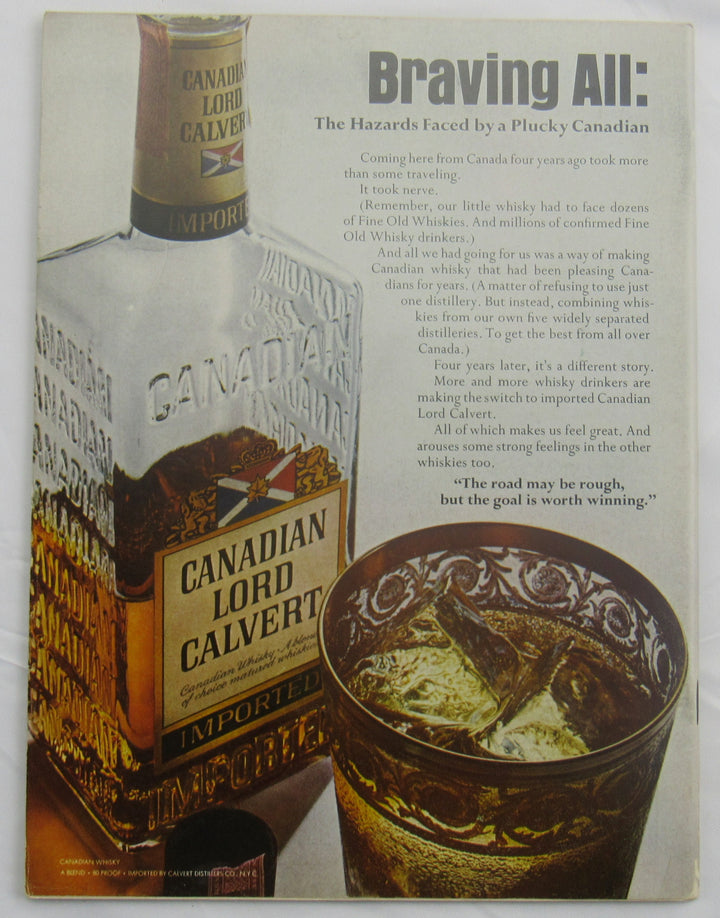 Braving All:
The Hazards Faced by a Plucky Canadian
Coming here from Canada four years ago took more
than some traveling.
It took nerve.
(Remember, our little whisky had to face dozens
of Fine Old Whiskies. And millions of confirmed Fine
Old Whisky drinkers.)
And all we had going for us was a way of making
Canadian whisky that had been pleasing Cana-
dians for years. (A matter of refusing to use just
one distillery. But instead, combining whis-
kies from our own five widely separated
distilleries. To get the best from all over
Canada.)
Four years later, it's a different story.
More and more whisky drinkers are
making the switch to imported Canadian
Lord Calvert.
All of which makes us feel great. And
arouses some strong feelings in the other
whiskies too.
“The road may be rough,
but the goal is worth winning.”
CANADIAN
LORD
CALVERT
IMPORTE
CANADIAN
CANADIAN
LORD
CALVERT
Canadian Whisky - A blend
of choice matured whiskies
IMPORTED
IMPORTED
CANADIAN WHISKY
A BLEND • 80 PROOF • IMPORTED BY CALVERT DISTILLERS CO., N.Y.C.